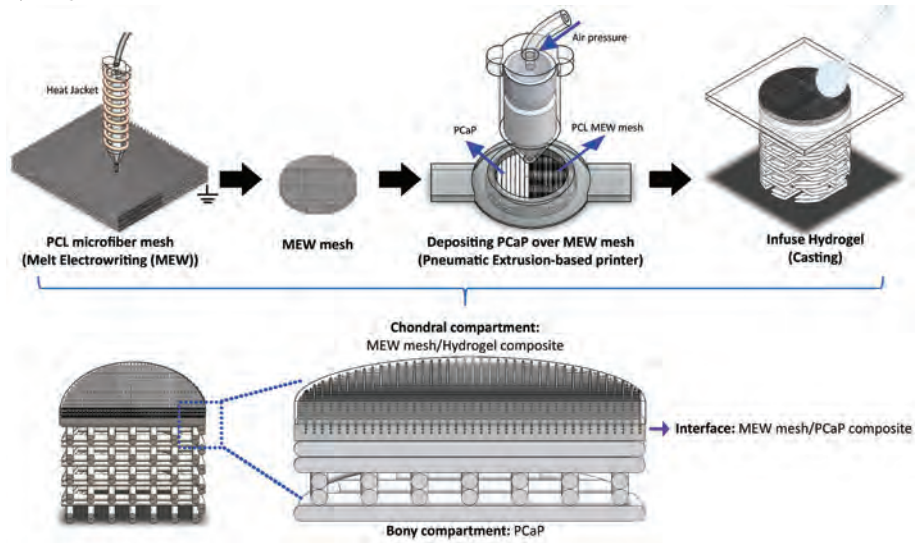 Heat Jacket
Air pressure
PCaP
PCL MEW mesh
PCL microfiber mesh
(Melt Electrowriting (MEW))
MEW mesh
Depositing PCaP over MEW mesh
(Pneumatic Extrusion-based printer)
Infuse Hydrogel
(Casting)
Chondral compartment:
MEW mesh/Hydrogel composite
Interface: MEW mesh/PCaP composite
Bony compartment: PCaP